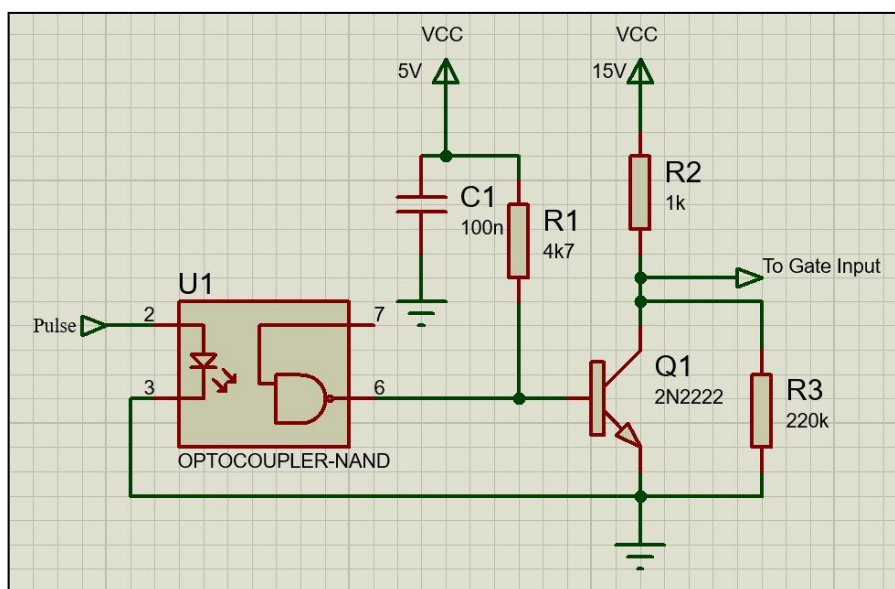 VCC
5V
VCC
15V
R2
1k
C1
100n
R1
4k7
To Gate Input
U1
Pulse
2
7
3
6
Q1
2N2222
R3
220k
OPTOCOUPLER-NAND